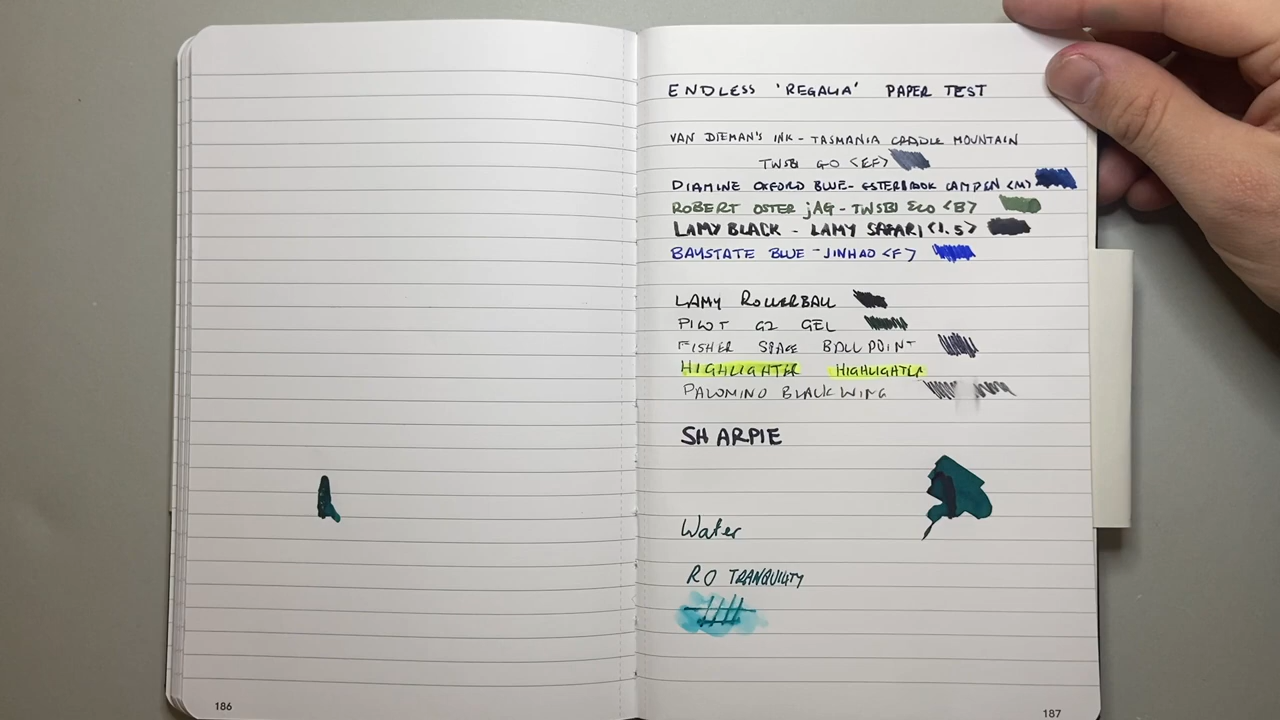 ENDLESS 'REGALIA' PAPER TEST
VAN DIEMAN'S INK - TASMANIA CRADLE MOUNTAIN
TWSBI GO <EF>
DIAMINE OXFORD BLUE - ESTERBROOK CAMDEN <M>
ROBERT OSTER JAG - TWSBI ECO <B>
LAMY BLACK - LAMY SAFARI <1.5>
BAYSTATE BLUE - JINHAO <F>
LAMY ROLLERBALL
PILOT G2 GEL
FISHER SPACE BALL POINT
HIGHLIGHTER HIGHLIGHTER
PALOMINO BLACKWING
SHARPIE
Water
RO TRANQUILITY
186
187